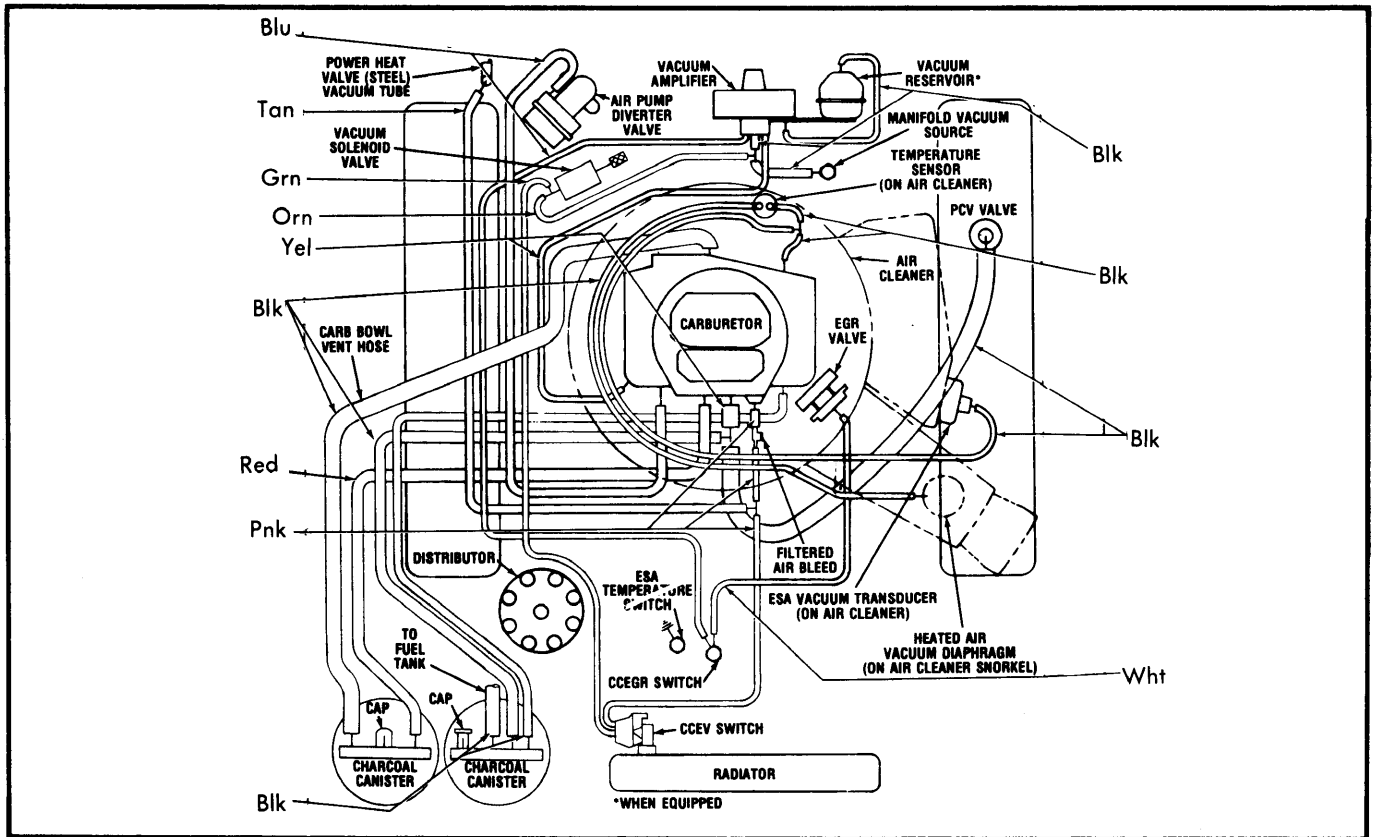 Blu
POWER HEAT
VALVE (STEEL)
VACUUM TUBE
Tan
VACUUM
SOLENOID
VALVE
Grn
Orn
Yel
AIR PUMP
DIVERTER
VALVE
VACUUM
AMPLIFIER
VACUUM
RESERVOIR*
MANIFOLD VACUUM
SOURCE
TEMPERATURE
SENSOR
(ON AIR CLEANER)
Blk
PCV VALVE
AIR
CLEANER
Blk
Blk
CARB BOWL
VENT HOSE
CARBURETOR
EGR
VALVE
Blk
Red
Pnk
DISTRIBUTOR
ESA
TEMPERATURE
SWITCH
FILTERED
AIR BLEED
ESA VACUUM TRANSDUCER
(ON AIR CLEANER)
HEATED AIR
VACUUM DIAPHRAGM
(ON AIR CLEANER SNORKEL)
Wht
TO
FUEL
TANK
CCEGR SWITCH
CAP
CAP
CCEV SWITCH
CHARCOAL
CANISTER
CHARCOAL
CANISTER
RADIATOR
Blk
*WHEN EQUIPPED